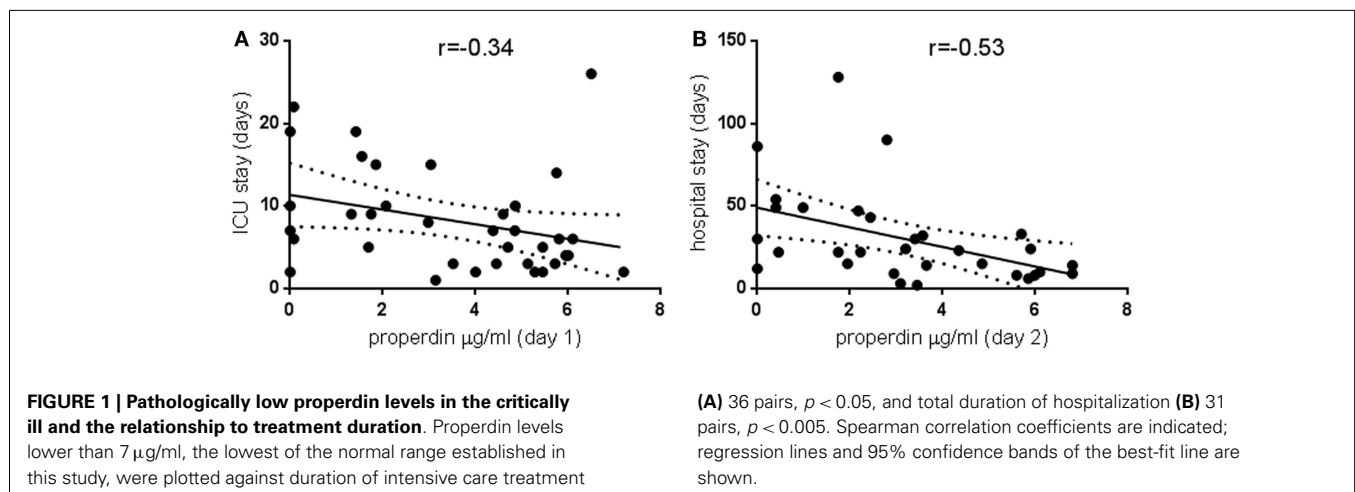 A
r=-0.34
30
20
10
0
ICU stay (days)
0 2 4 6 8
properdin µg/ml (day 1)
B
r=-0.53
150
100
50
0
hospital stay (days)
0 2 4 6 8
properdin µg/ml (day 2)
FIGURE 1 | Pathologically low properdin levels in the critically
ill and the relationship to treatment duration. Properdin levels
lower than 7 µg/ml, the lowest of the normal range established in
this study, were plotted against duration of intensive care treatment
(A) 36 pairs, p < 0.05, and total duration of hospitalization (B) 31
pairs, p < 0.005. Spearman correlation coefficients are indicated;
regression lines and 95% confidence bands of the best-fit line are
shown.